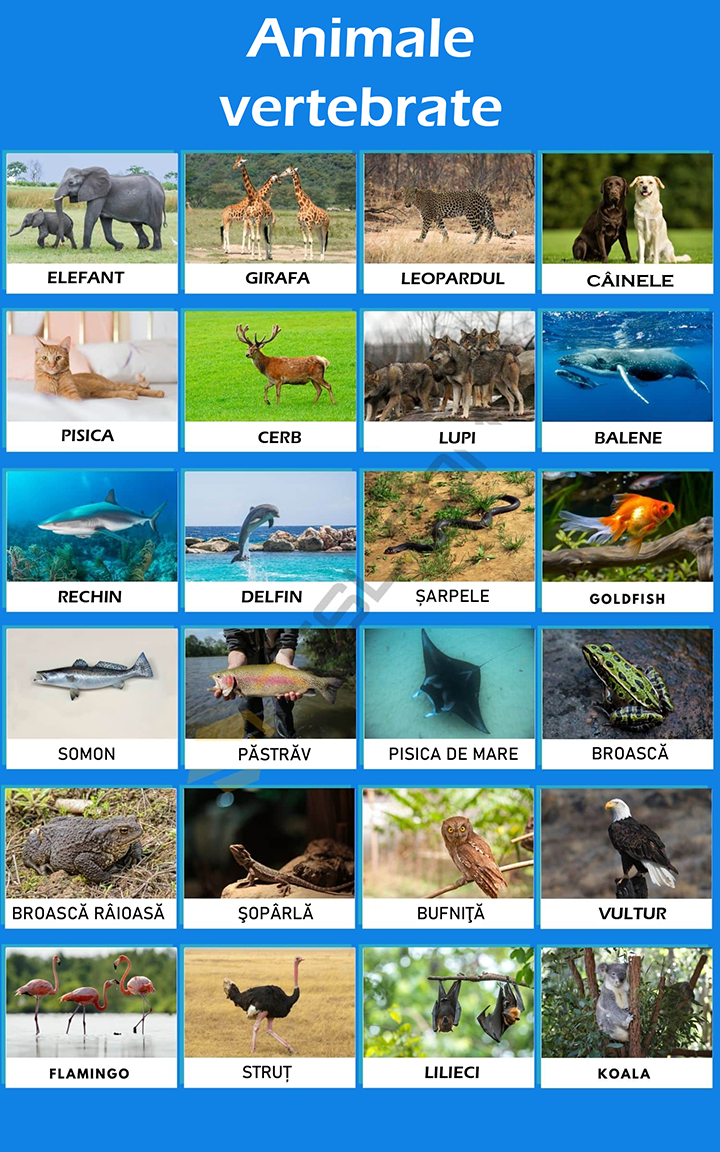 Animale
vertebrate
ELEFANT
GIRAFA
LEOPARDUL
CÂINELE
PISICA
CERB
LUPI
BALENE
RECHIN
DELFIN
ȘARPELE
GOLDFISH
SOMON
PĂSTRĂV
PISICA DE MARE
BROASCĂ
BROASCĂ RÂIOASĂ
ŞOPÂRLĂ
BUFNIŢĂ
VULTUR
FLAMINGO
STRUȚ
LILIECI
KOALA